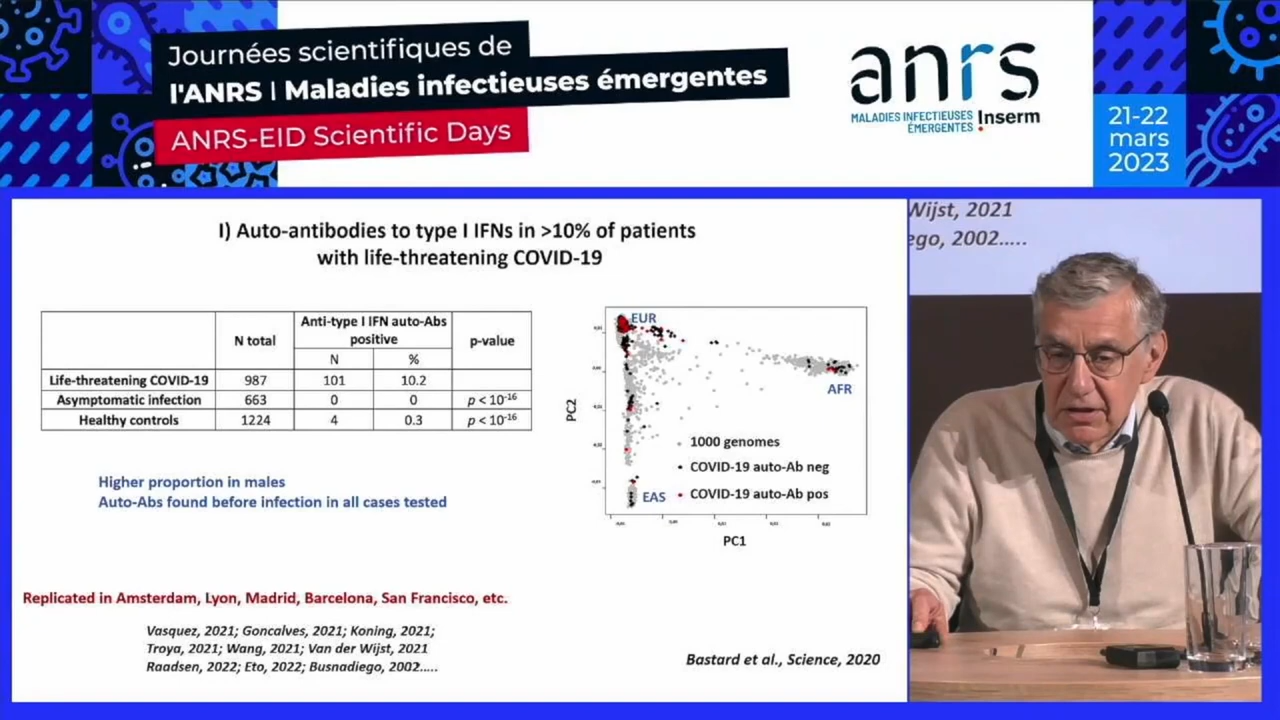 Journées scientifiques de
l'ANRS | Maladies infectieuses émergentes
ANRS-EID Scientific Days
anrs
MALADIES INFECTIEUSES
ÉMERGENTES
Inserm
21-22
mars
2023
I) Auto-antibodies to type I IFNs in >10% of patients
with life-threatening COVID-19
N total
Anti-type I IFN auto-Abs
positive
p-value
N
%
Life-threatening COVID-19 987 101 10.2
Asymptomatic infection 663 0 0 p < 10-16
Healthy controls 1224 4 0.3 p < 10-16
Higher proportion in males
Auto-Abs found before infection in all cases tested
EUR
AFR
EAS
PC2
1000 genomes
COVID-19 auto-Ab neg
COVID-19 auto-Ab pos
PC1
Replicated in Amsterdam, Lyon, Madrid, Barcelona, San Francisco, etc.
Vasquez, 2021; Goncalves, 2021; Koning, 2021;
Troya, 2021; Wang, 2021; Van der Wijst, 2021
Raadsen, 2022; Eto, 2022; Busnadiego, 2002.....
Bastard et al., Science, 2020
Wijst, 2021
ego, 2002.....